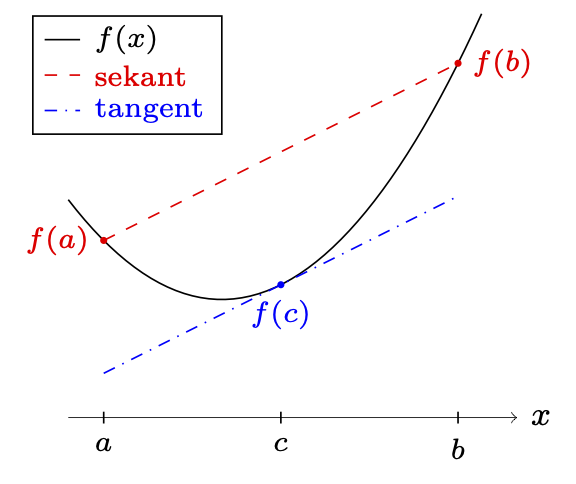 f(x)
sekant
tangent
f(b)
f(a)
f(c)
x
a
c
b